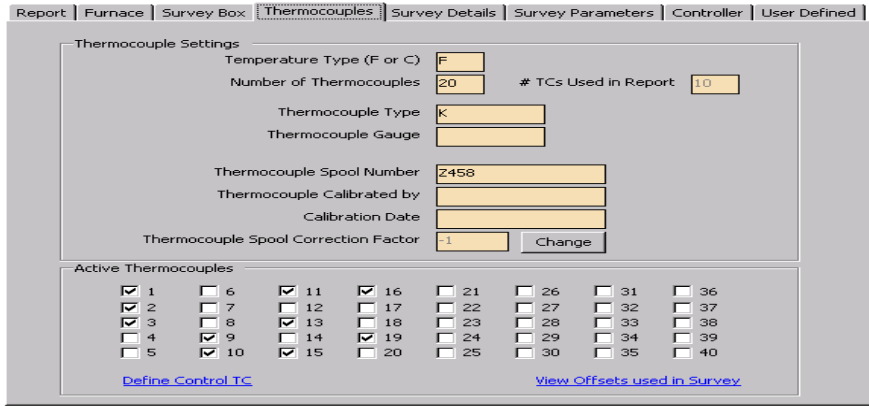 Report Furnace Survey Box Thermocouples Survey Details Survey Parameters Controller User Defined
Thermocouple Settings
Temperature Type (F or C) F
Number of Thermocouples 20 # TCs Used in Report 10
Thermocouple Type K
Thermocouple Gauge
Thermocouple Spool Number Z458
Thermocouple Calibrated by
Calibration Date
Thermocouple Spool Correction Factor -1 Change
Active Thermocouples
1 6 11 16 21 26 31 36
2 7 12 17 22 27 32 37
3 8 13 18 23 28 33 38
4 9 14 19 24 29 34 39
5 10 15 20 25 30 35 40
Define Control TC View Offsets used in Survey